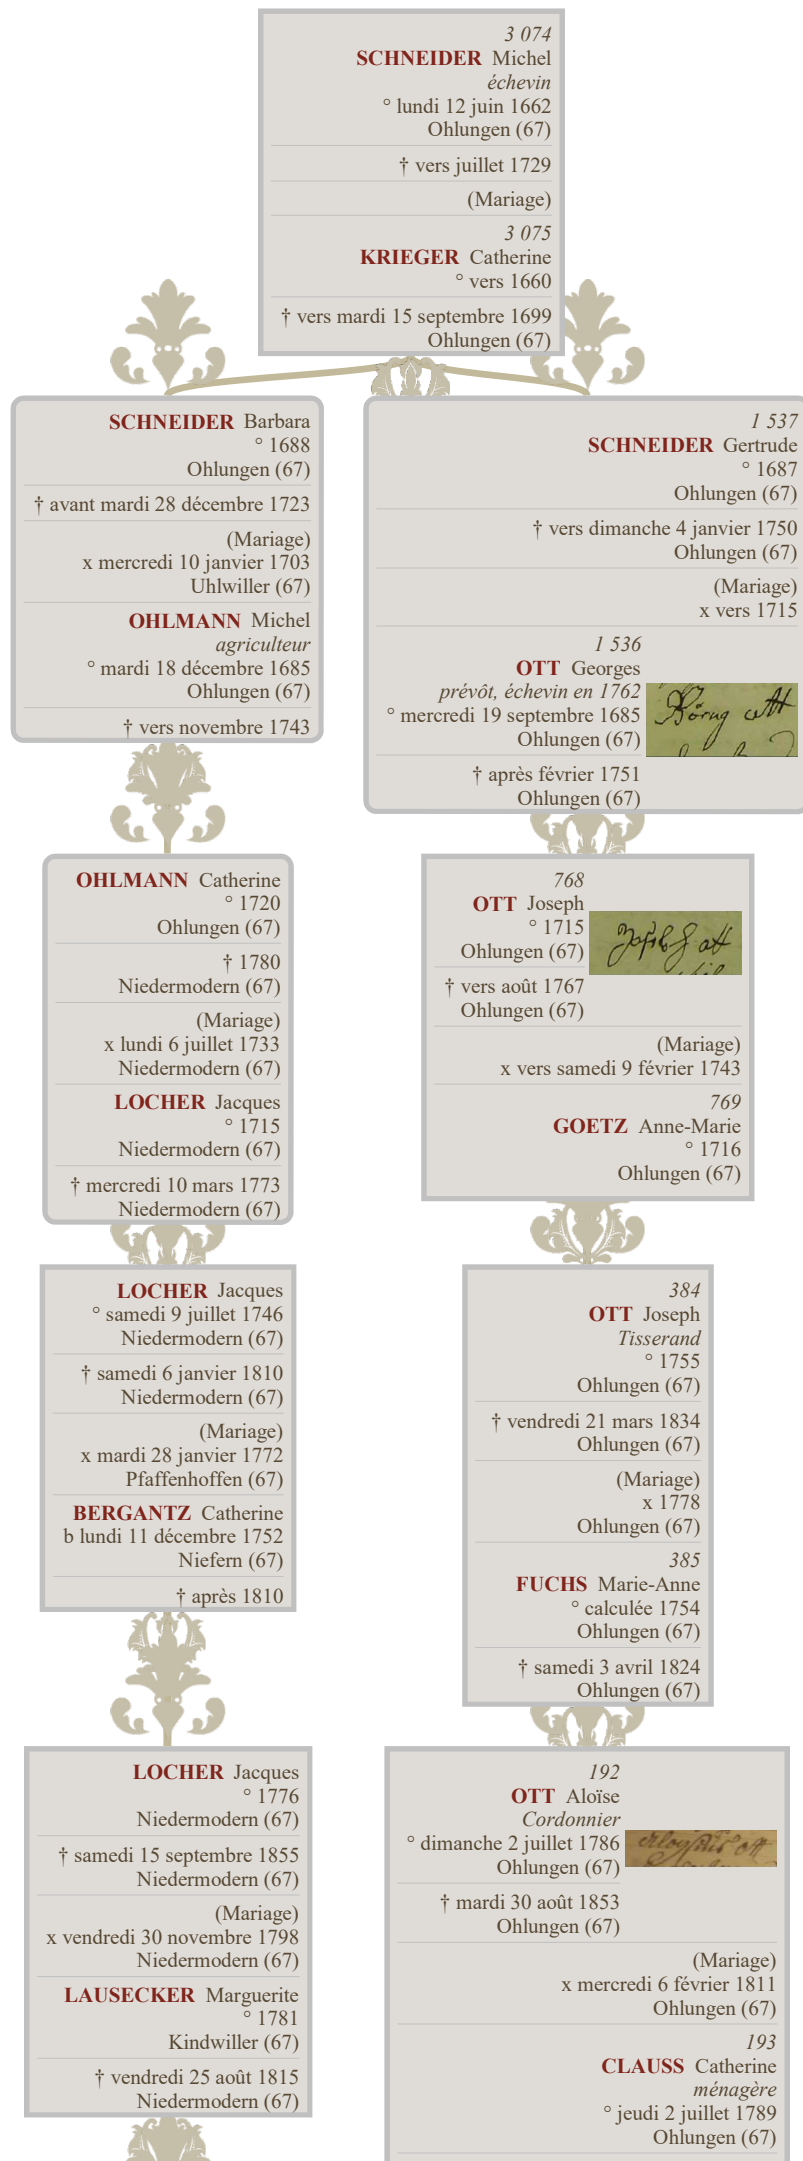 3 074
SCHNEIDER Michel
échevin
° lundi 12 juin 1662
Ohlungen (67)
† vers juillet 1729
(Mariage)
3 075
KRIEGER Catherine
° vers 1660
† vers mardi 15 septembre 1699
Ohlungen (67)
SCHNEIDER Barbara
° 1688
Ohlungen (67)
† avant mardi 28 décembre 1723
(Mariage)
x mercredi 10 janvier 1703
Uhlwiller (67)
OHLMANN Michel
agriculteur
° mardi 18 décembre 1685
Ohlungen (67)
† vers novembre 1743
1 537
SCHNEIDER Gertrude
° 1687
Ohlungen (67)
† vers dimanche 4 janvier 1750
Ohlungen (67)
(Mariage)
x vers 1715
1 536
OTT Georges
prévôt, échevin en 1762
° mercredi 19 septembre 1685
Ohlungen (67)
† après février 1751
Ohlungen (67)
OHLMANN Catherine
° 1720
Ohlungen (67)
† 1780
Niedermodern (67)
(Mariage)
x lundi 6 juillet 1733
Niedermodern (67)
LOCHER Jacques
° 1715
Niedermodern (67)
† mercredi 10 mars 1773
Niedermodern (67)
768
OTT Joseph
° 1715
Ohlungen (67)
† vers août 1767
Ohlungen (67)
(Mariage)
x vers samedi 9 février 1743
769
GOETZ Anne-Marie
° 1716
Ohlungen (67)
LOCHER Jacques
° samedi 9 juillet 1746
Niedermodern (67)
† samedi 6 janvier 1810
Niedermodern (67)
(Mariage)
x mardi 28 janvier 1772
Pfaffenhoffen (67)
BERGANTZ Catherine
b lundi 11 décembre 1752
Niefern (67)
† après 1810
384
OTT Joseph
Tisserand
° 1755
Ohlungen (67)
† vendredi 21 mars 1834
Ohlungen (67)
(Mariage)
x 1778
Ohlungen (67)
385
FUCHS Marie-Anne
° calculée 1754
Ohlungen (67)
† samedi 3 avril 1824
Ohlungen (67)
LOCHER Jacques
° 1776
Niedermodern (67)
† samedi 15 septembre 1855
Niedermodern (67)
(Mariage)
x vendredi 30 novembre 1798
Niedermodern (67)
LAUSECKER Marguerite
° 1781
Kindwiller (67)
† vendredi 25 août 1815
Niedermodern (67)
192
OTT Aloïse
Cordonnier
° dimanche 2 juillet 1786
Ohlungen (67)
† mardi 30 août 1853
Ohlungen (67)
(Mariage)
x mercredi 6 février 1811
Ohlungen (67)
193
CLAUSS Catherine
ménagère
° jeudi 2 juillet 1789
Ohlungen (67)